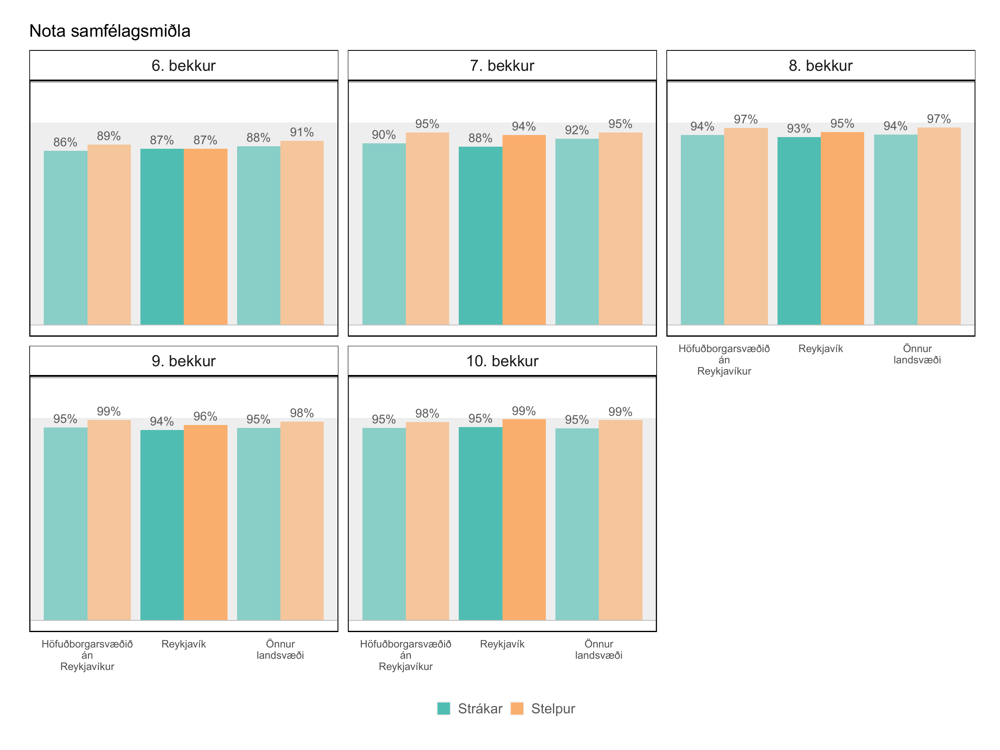 Nota samfélagsmiðla
6. bekkur
86% 89% 87% 87% 88% 91%
7. bekkur
90% 95% 88% 94% 92% 95%
8. bekkur
94% 97% 93% 95% 94% 97%
Höfuðborgarsvæðið
án
Reykjavíkur
Reykjavík
Önnur
landsvæði
9. bekkur
95% 99% 94% 96% 95% 98%
Höfuðborgarsvæðið
án
Reykjavíkur
Reykjavík
Önnur
landsvæði
10. bekkur
95% 98% 95% 99% 95% 99%
Höfuðborgarsvæðið
án
Reykjavíkur
Reykjavík
Önnur
landsvæði
Strákar Stelpur